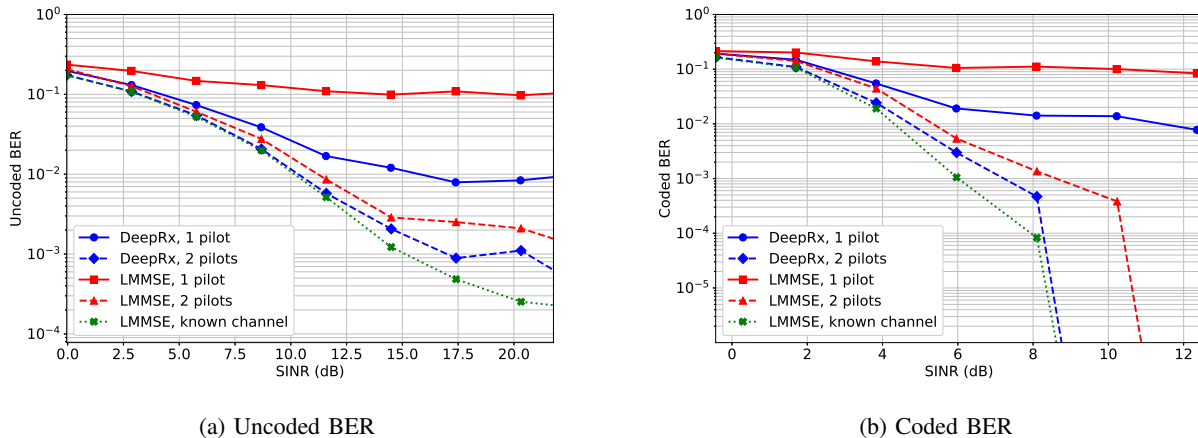 10⁰
10⁻¹
10⁻²
10⁻³
10⁻⁴
Uncoded BER
DeepRx, 1 pilot
DeepRx, 2 pilots
LMMSE, 1 pilot
LMMSE, 2 pilots
LMMSE, known channel
0.0 2.5 5.0 7.5 10.0 12.5 15.0 17.5 20.0
SINR (dB)
(a) Uncoded BER
10⁰
10⁻¹
10⁻²
10⁻³
10⁻⁴
10⁻⁵
Coded BER
DeepRx, 1 pilot
DeepRx, 2 pilots
LMMSE, 1 pilot
LMMSE, 2 pilots
LMMSE, known channel
0 2 4 6 8 10 12
SINR (dB)
(b) Coded BER